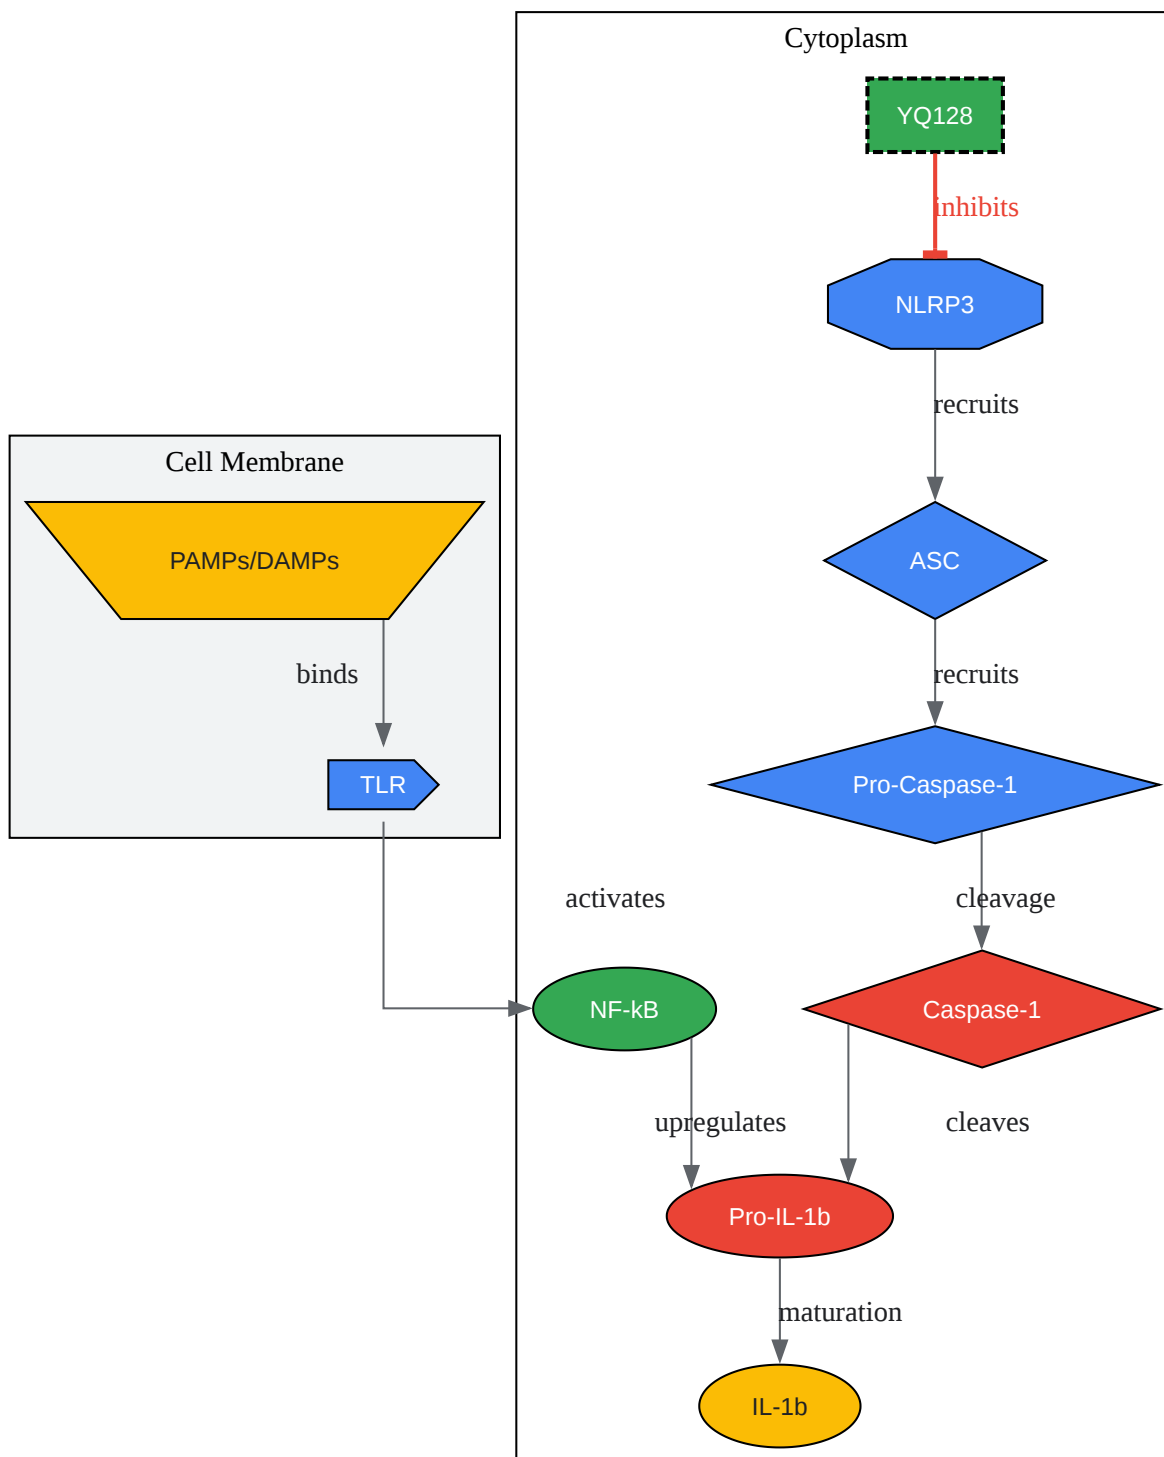 Cytoplasm
YQ128
inhibits
NLRP3
recruits
Cell Membrane
PAMPs/DAMPs
ASC
binds
recruits
TLR
Pro-Caspase-1
activates
cleavage
NF-kB
Caspase-1
upregulates
cleaves
Pro-IL-1b
maturation
IL-1b